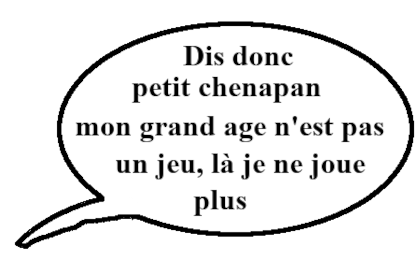 Dis donc
petit chenapan
mon grand age n'est pas
un jeu, là je ne joue
plus